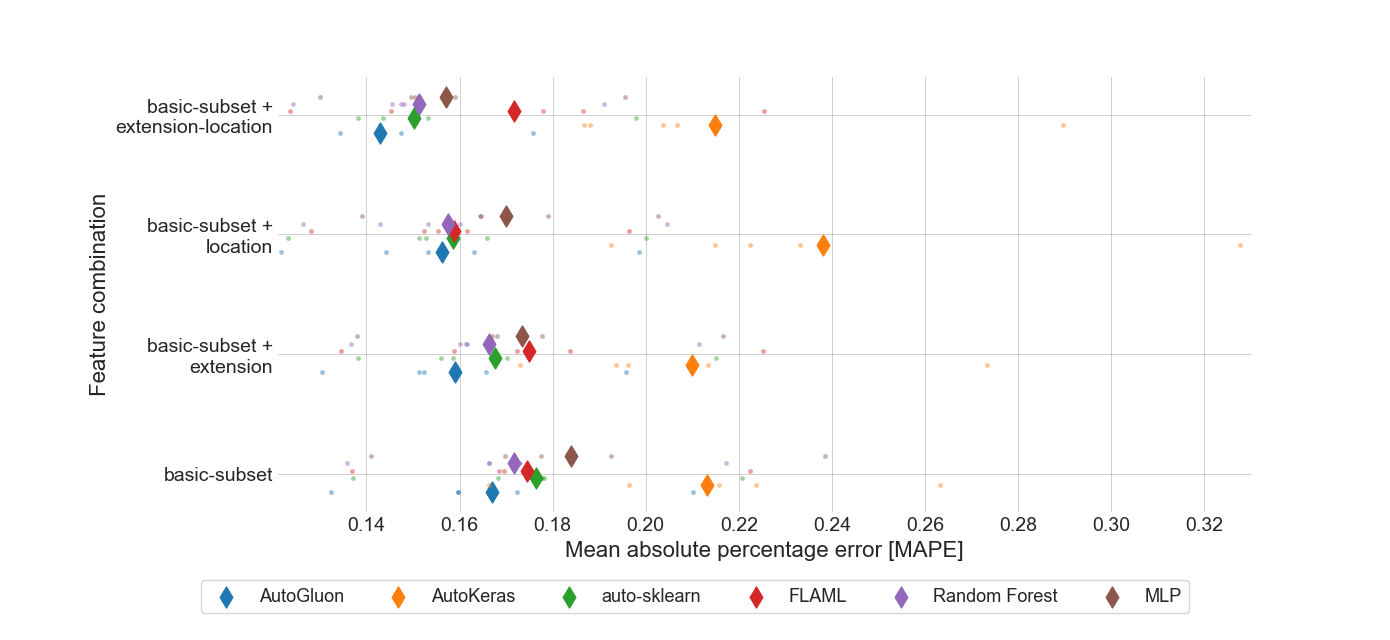 basic-subset +
extension-location
basic-subset +
location
basic-subset +
extension
basic-subset
Feature combination
0.14 0.16 0.18 0.20 0.22 0.24 0.26 0.28 0.30 0.32
Mean absolute percentage error [MAPE]
AutoGluon AutoKeras auto-sklearn FLAML Random Forest MLP